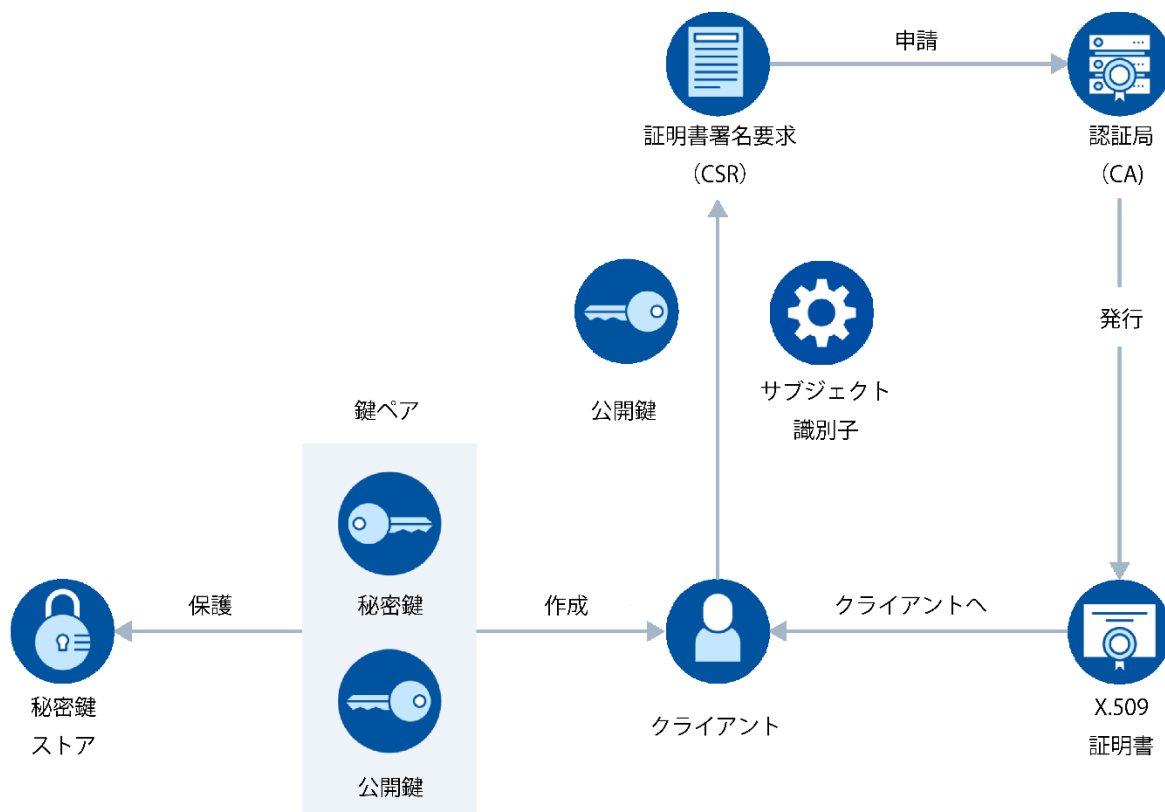 申請
証明書署名要求
（CSR）
認証局
（CA）
発行
公開鍵
サブジェクト
識別子
鍵ペア
秘密鍵
公開鍵
保護
作成
クライアントへ
秘密鍵
ストア
クライアント
X.509
証明書